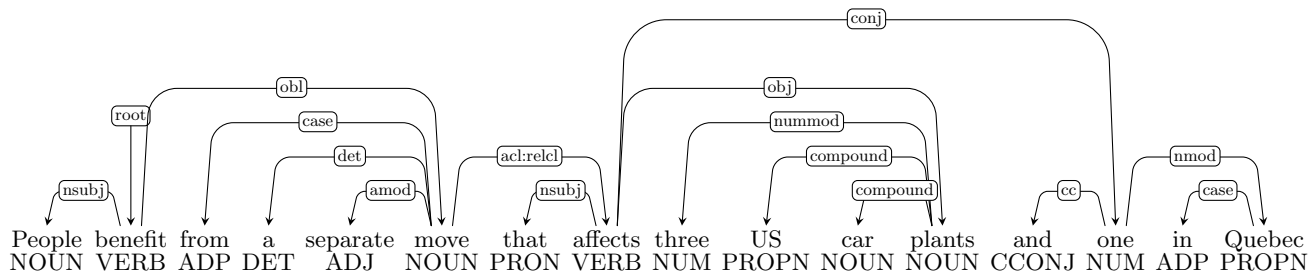 conj
obl obj
root case nummod
det acl:relcl compound nmod
nsubj amod nsubj compound cc case
People benefit from a separate move that affects three US car plants and one in Quebec
NOUN VERB ADP DET ADJ NOUN PRON VERB NUM PROPN NOUN NOUN CCONJ NUM ADP PROPN